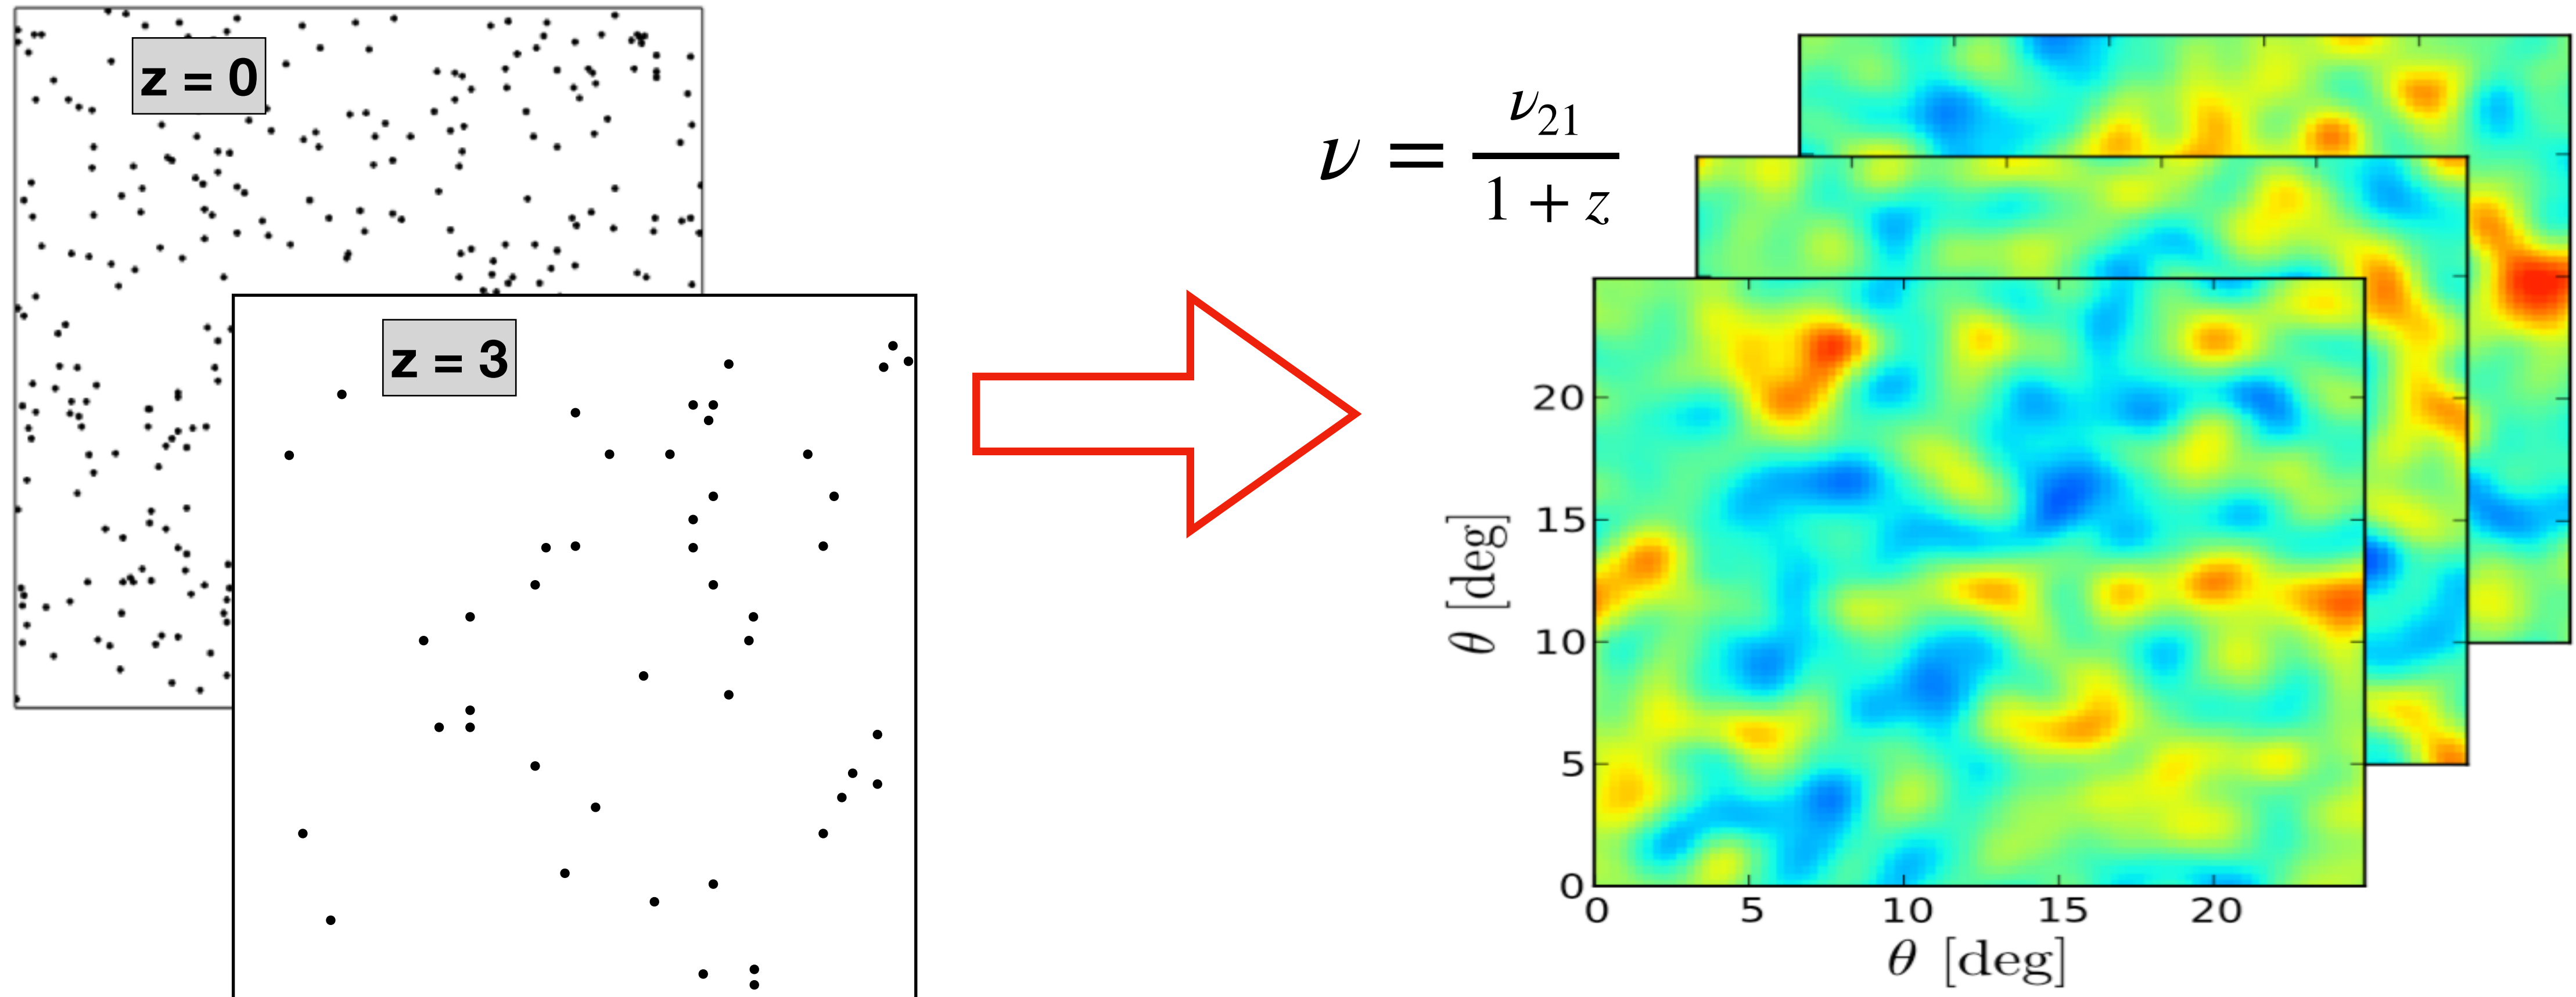 z = 0
z = 3
ν = ν₂₁ / (1 + z)
θ [deg]
20
15
10
5
0
0 5 10 15 20
θ [deg]